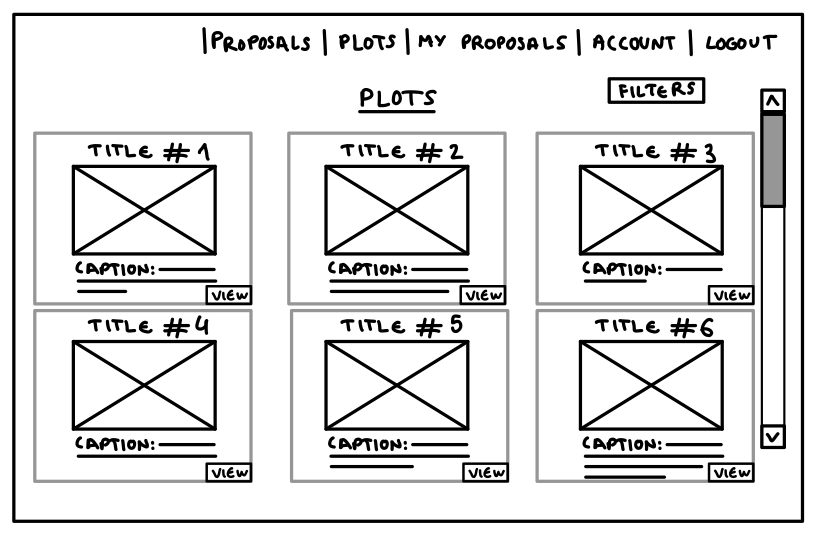 | PROPOSALS | PLOTS | MY PROPOSALS | ACCOUNT | LOGOUT
PLOTS
FILTERS
TITLE # 1
TITLE # 2
TITLE # 3
CAPTION:
CAPTION:
CAPTION:
VIEW
VIEW
VIEW
TITLE # 4
TITLE # 5
TITLE # 6
CAPTION:
CAPTION:
CAPTION:
VIEW
VIEW
VIEW